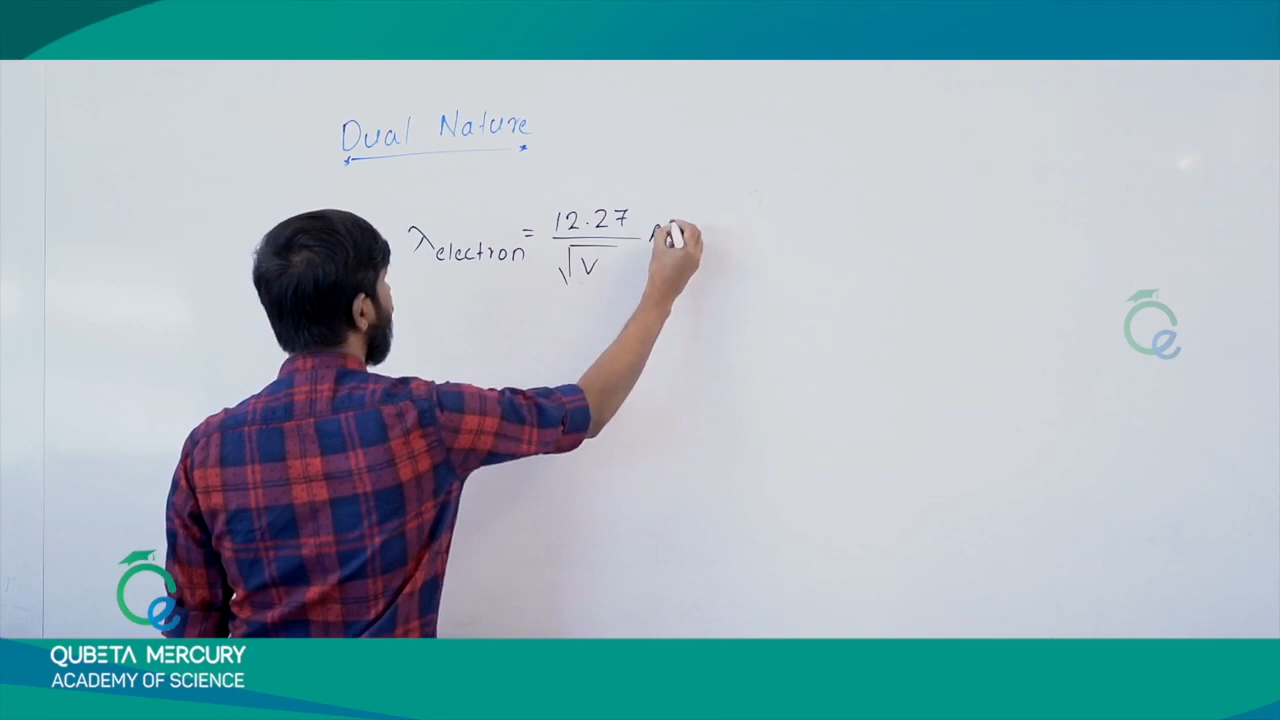 Dual Nature
λelectron = 12.27 / √V
QUBETA MERCURY
ACADEMY OF SCIENCE